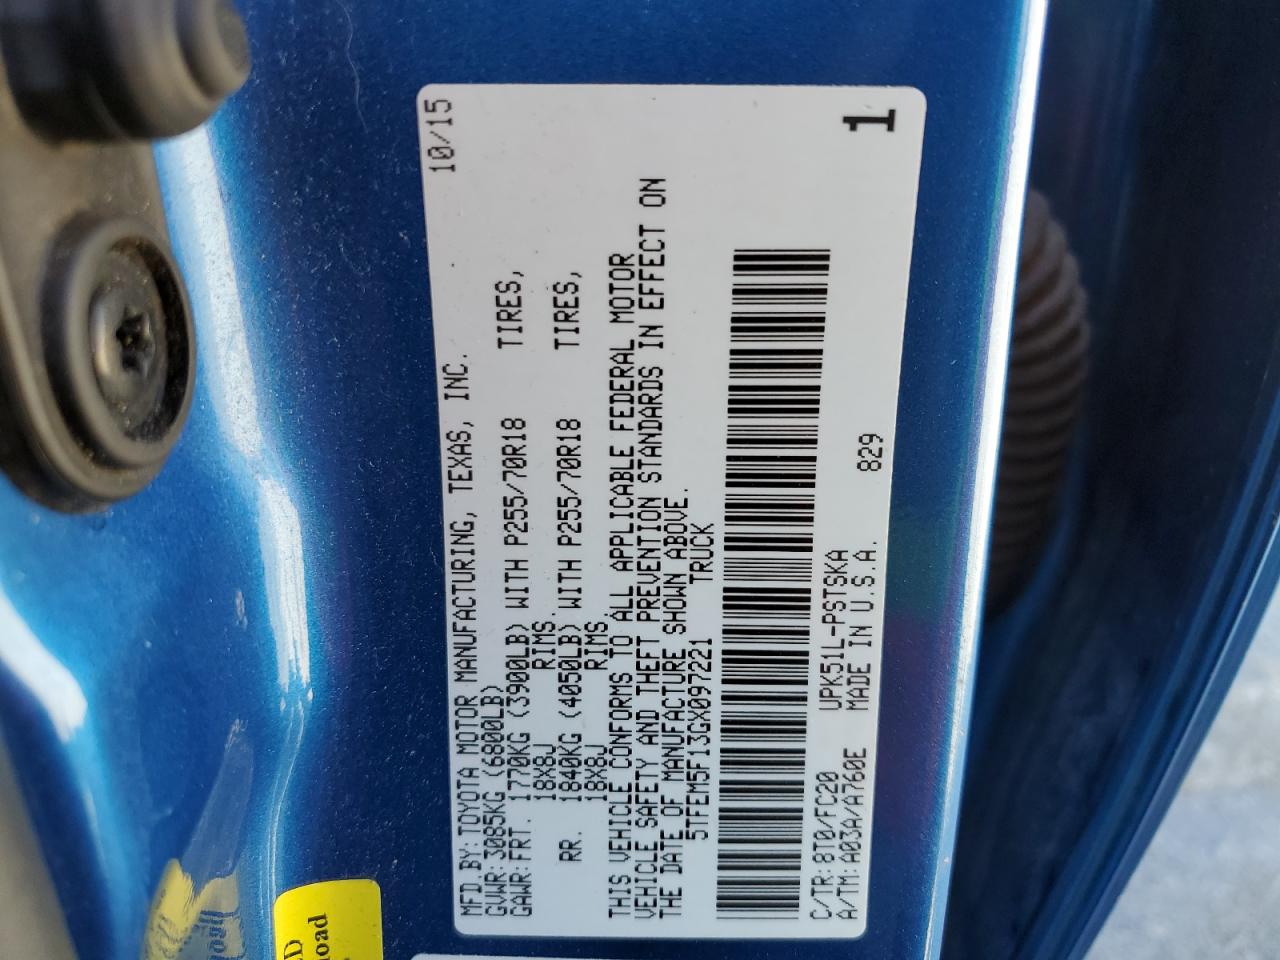 MFD.BY:TOYOTA MOTOR MANUFACTURING, TEXAS, INC. 10/15
GVWR:3085KG (6800LB)
GAWR:FRT. 1770KG (3900LB) WITH P255/70R18 TIRES,
18X8J RIMS.
RR. 1840KG (4050LB) WITH P255/70R18 TIRES,
18X8J RIMS
THIS VEHICLE CONFORMS TO ALL APPLICABLE FEDERAL MOTOR
VEHICLE SAFETY AND THEFT PREVENTION STANDARDS IN EFFECT ON
THE DATE OF MANUFACTURE SHOWN ABOVE.
5TFEM5F13GX097221 TRUCK
C/TR:8T0/FC20 UPK51L-PSTSKA
A/TM:A03A/A760E MADE IN U.S.A. 829
1
oad